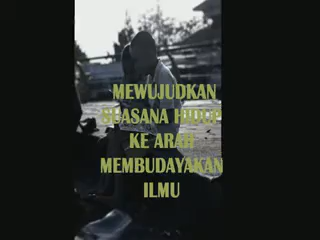 MEWUJUDKAN
SUASANA HIDUP
KE ARAH
MEMBUDAYAKAN
ILMU